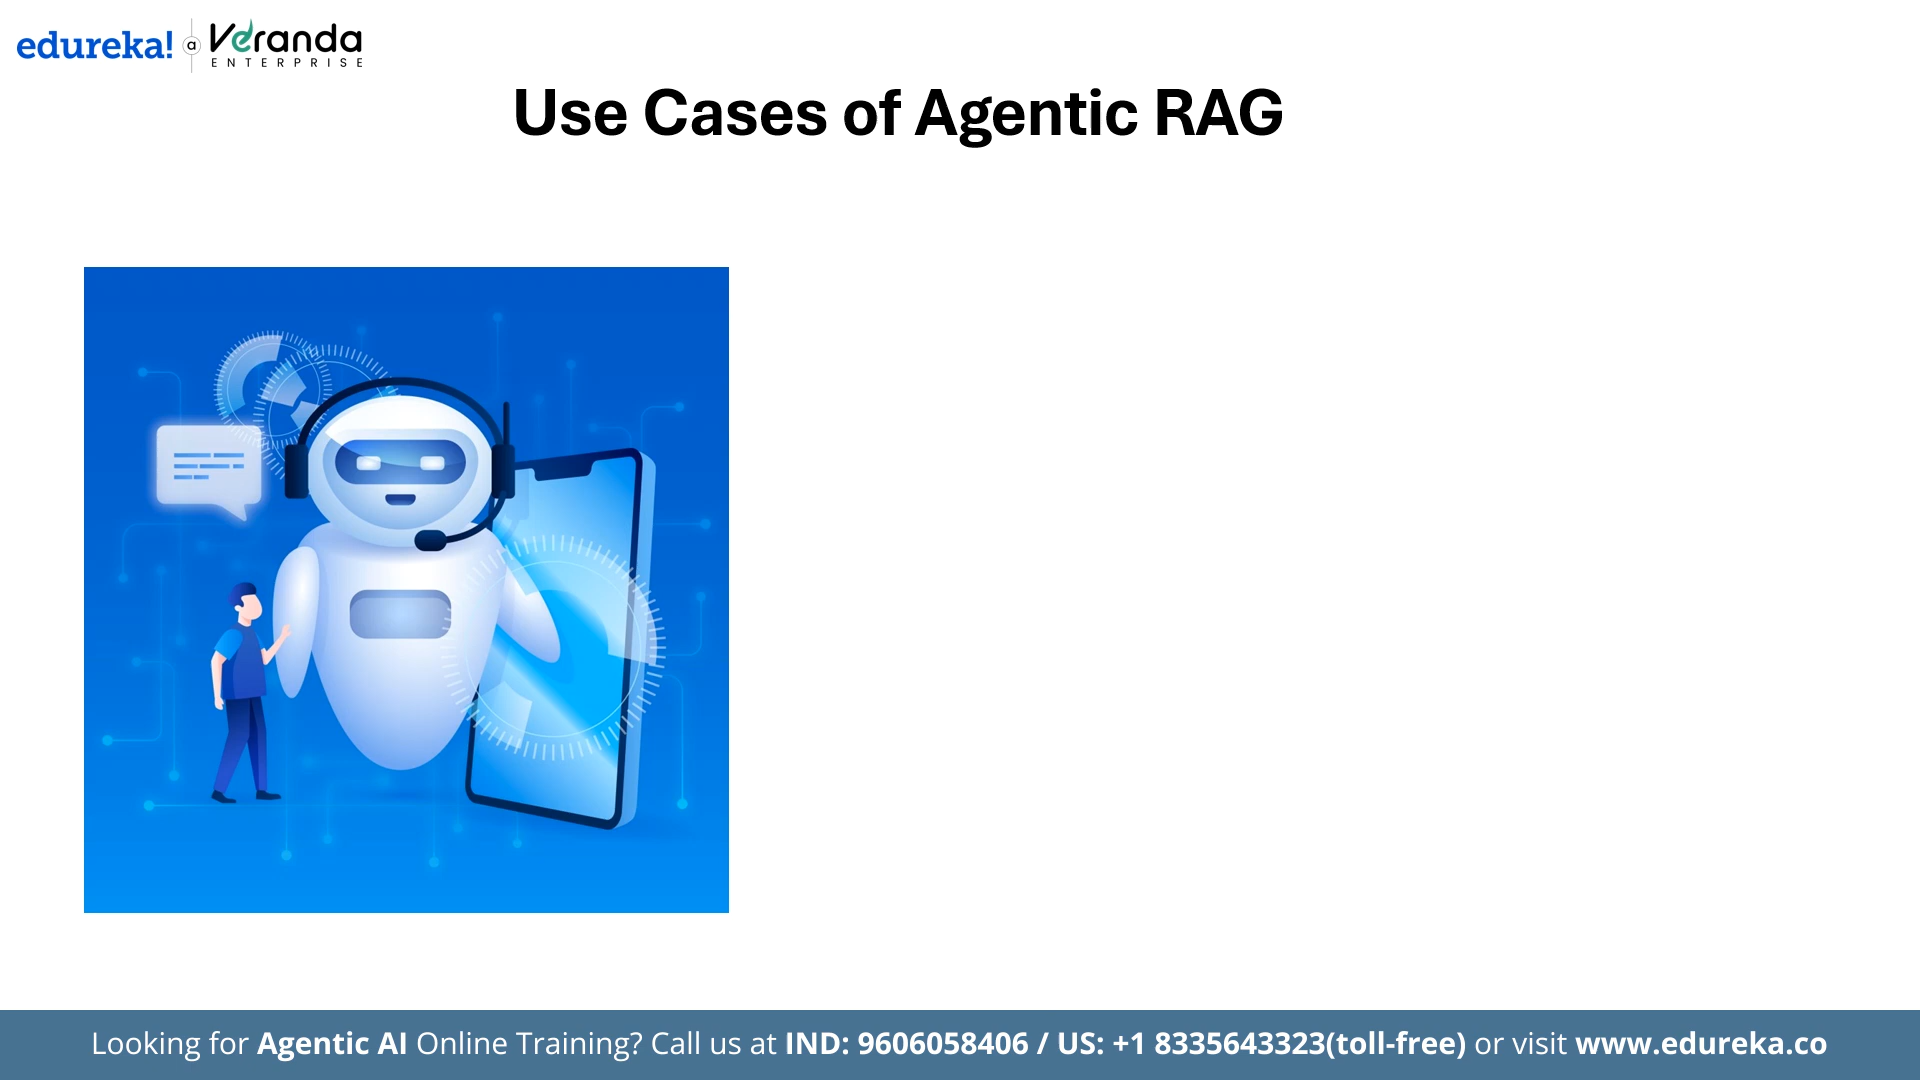 edureka! a Veranda
ENTERPRISE
Use Cases of Agentic RAG
Looking for Agentic AI Online Training? Call us at IND: 9606058406 / US: +1 8335643323(toll-free) or visit www.edureka.co